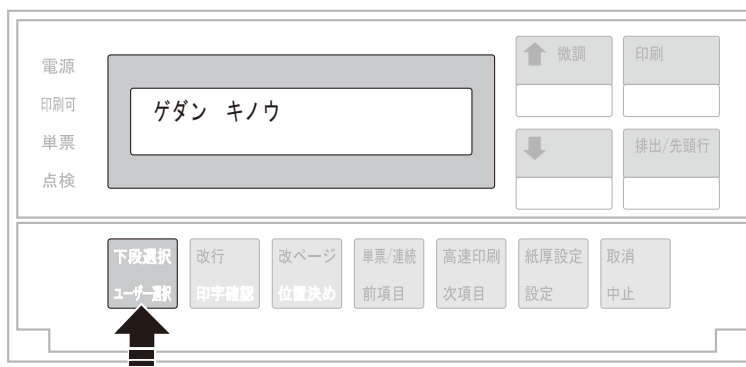 電源
印刷可
単票
点検
ゲダン キノウ
微調
印刷
排出/先頭行
下段選択
ユーザー選択
改行
印字確認
改ページ
位置決め
単票/連続
前項目
高速印刷
次項目
紙厚設定
設定
取消
中止